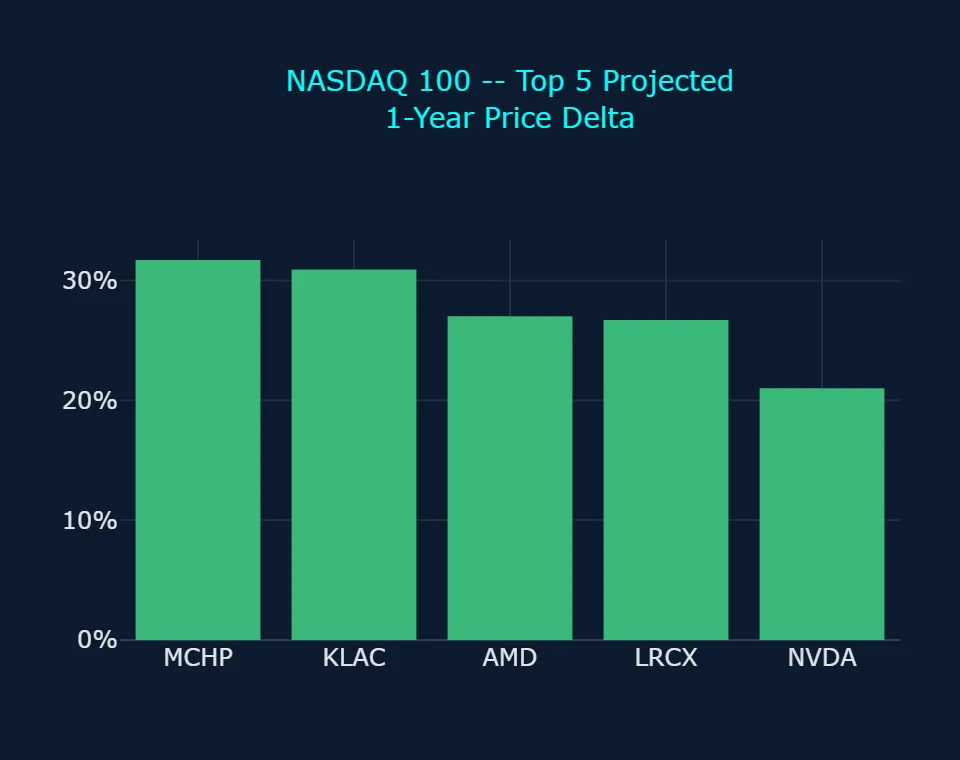 NASDAQ 100 -- Top 5 Projected
1-Year Price Delta
30%
20%
10%
0%
MCHP KLAC AMD LRCX NVDA